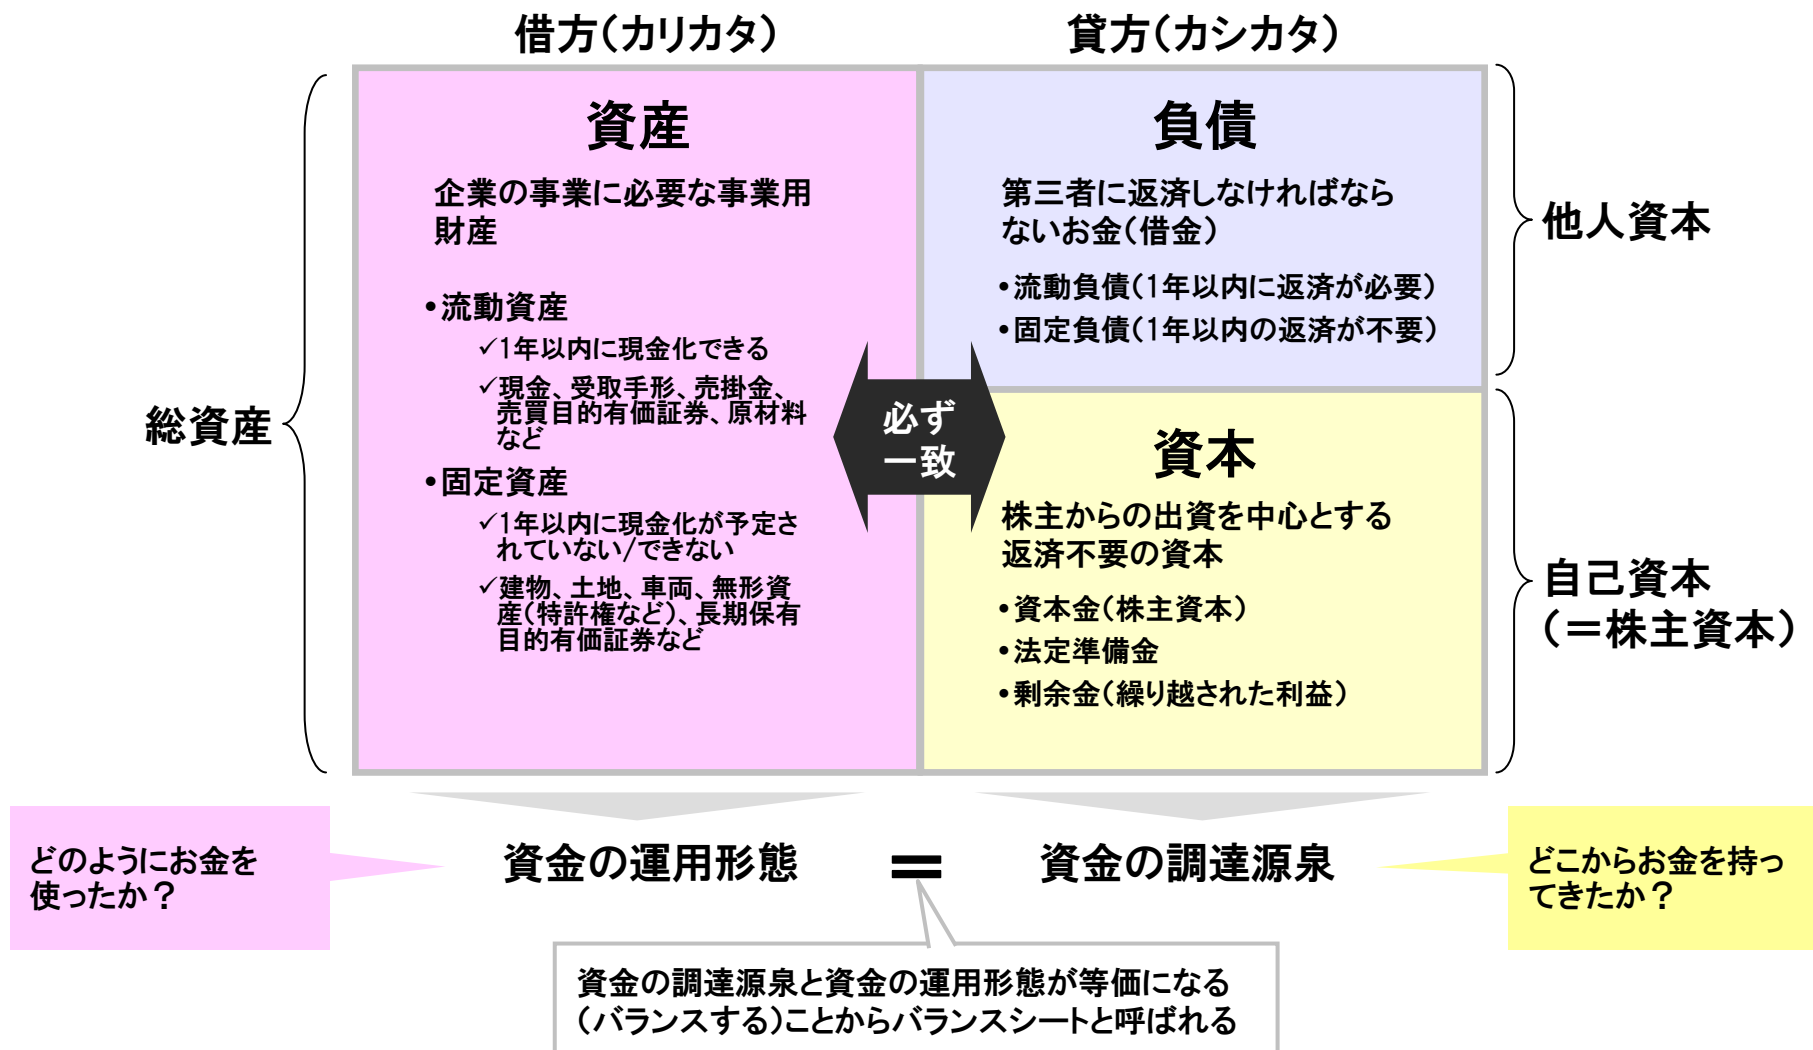 借方（カリカタ）
貸方（カシカタ）
資産
企業の事業に必要な事業用
財産
•流動資産
✓1年以内に現金化できる
✓現金、受取手形、売掛金、
売買目的有価証券、原材料
など
•固定資産
✓1年以内に現金化が予定さ
れていない/できない
✓建物、土地、車両、無形資
産（特許権など）、長期保有
目的有価証券など
負債
第三者に返済しなければなら
ないお金（借金）
•流動負債（1年以内に返済が必要）
•固定負債（1年以内の返済が不要）
必ず
一致
資本
株主からの出資を中心とする
返済不要の資本
•資本金（株主資本）
•法定準備金
•剰余金（繰り越された利益）
総資産
他人資本
自己資本
（＝株主資本）
どのようにお金を
使ったか？
資金の運用形態
＝
資金の調達源泉
どこからお金を持っ
てきたか？
資金の調達源泉と資金の運用形態が等価になる
（バランスする）ことからバランスシートと呼ばれる